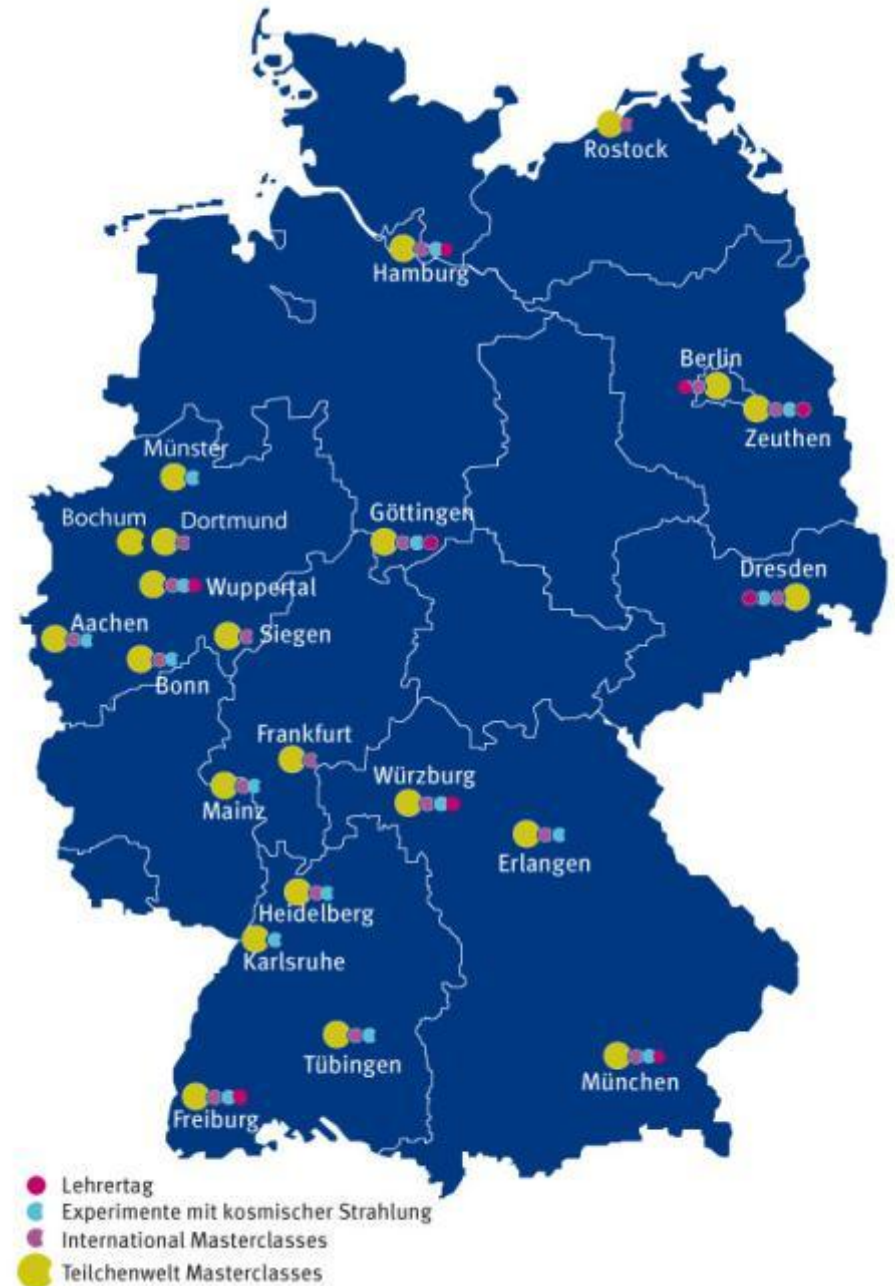 Rostock
Hamburg
Berlin
Zeuthen
Münster
Bochum
Dortmund
Göttingen
Wuppertal
Dresden
Aachen
Siegen
Bonn
Frankfurt
Würzburg
Mainz
Erlangen
Heidelberg
Karlsruhe
Tübingen
München
Freiburg
Lehrertag
Experimente mit kosmischer Strahlung
International Masterclasses
Teilchenwelt Masterclasses